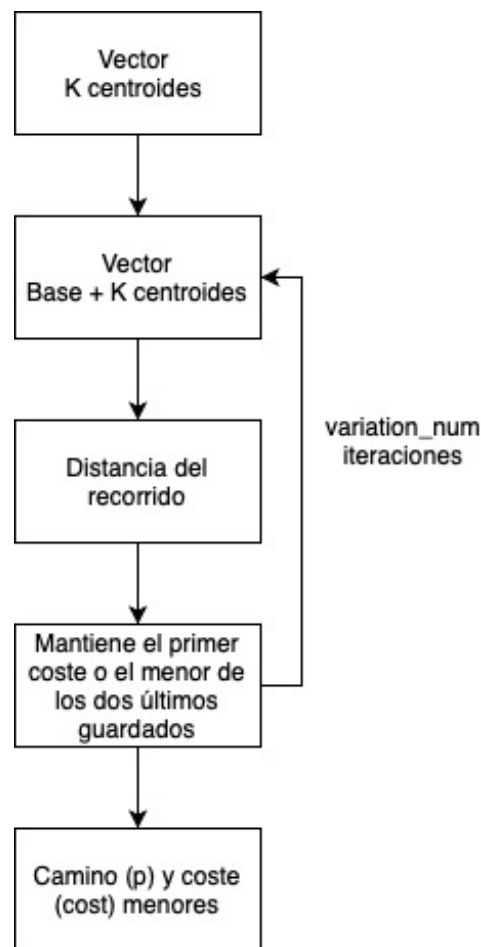 Vector
K centroides
Vector
Base + K centroides
variation_num
iteraciones
Distancia del
recorrido
Mantiene el primer
coste o el menor de
los dos últimos
guardados
Camino (p) y coste
(cost) menores